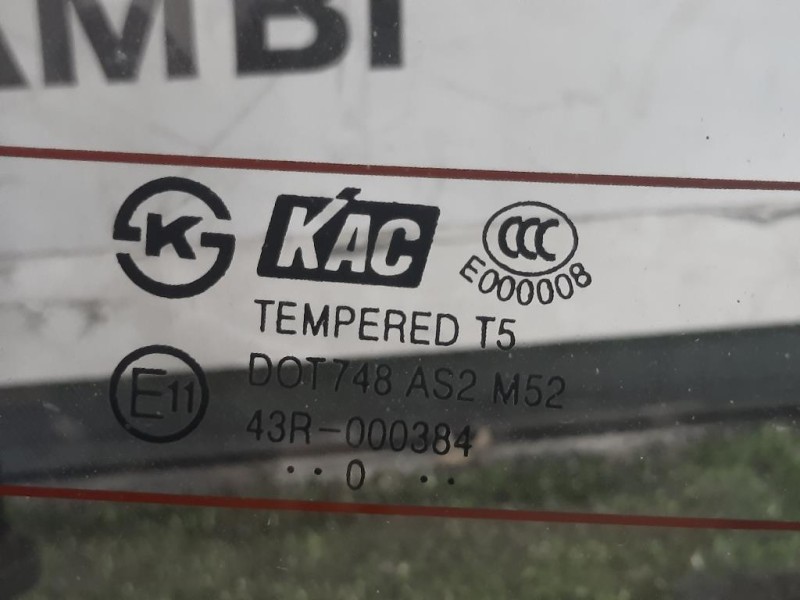 AMBI
K KAC CCC
E000008
TEMPERED T5
E11 DOT748 AS2 M52
43R-000384
..0 ..